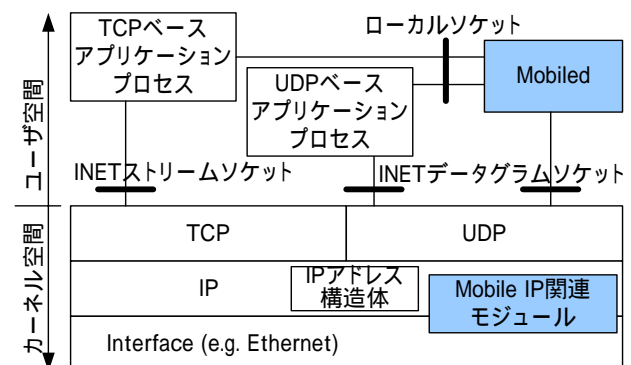 TCPベース
アプリケーション
プロセス
ローカルソケット
Mobiled
UDPベース
アプリケーション
プロセス
ユーザ空間
INETストリームソケット
INETデータグラムソケット
カーネル空間
TCP
UDP
IP
IPアドレス
構造体
Mobile IP関連
モジュール
Interface (e.g. Ethernet)